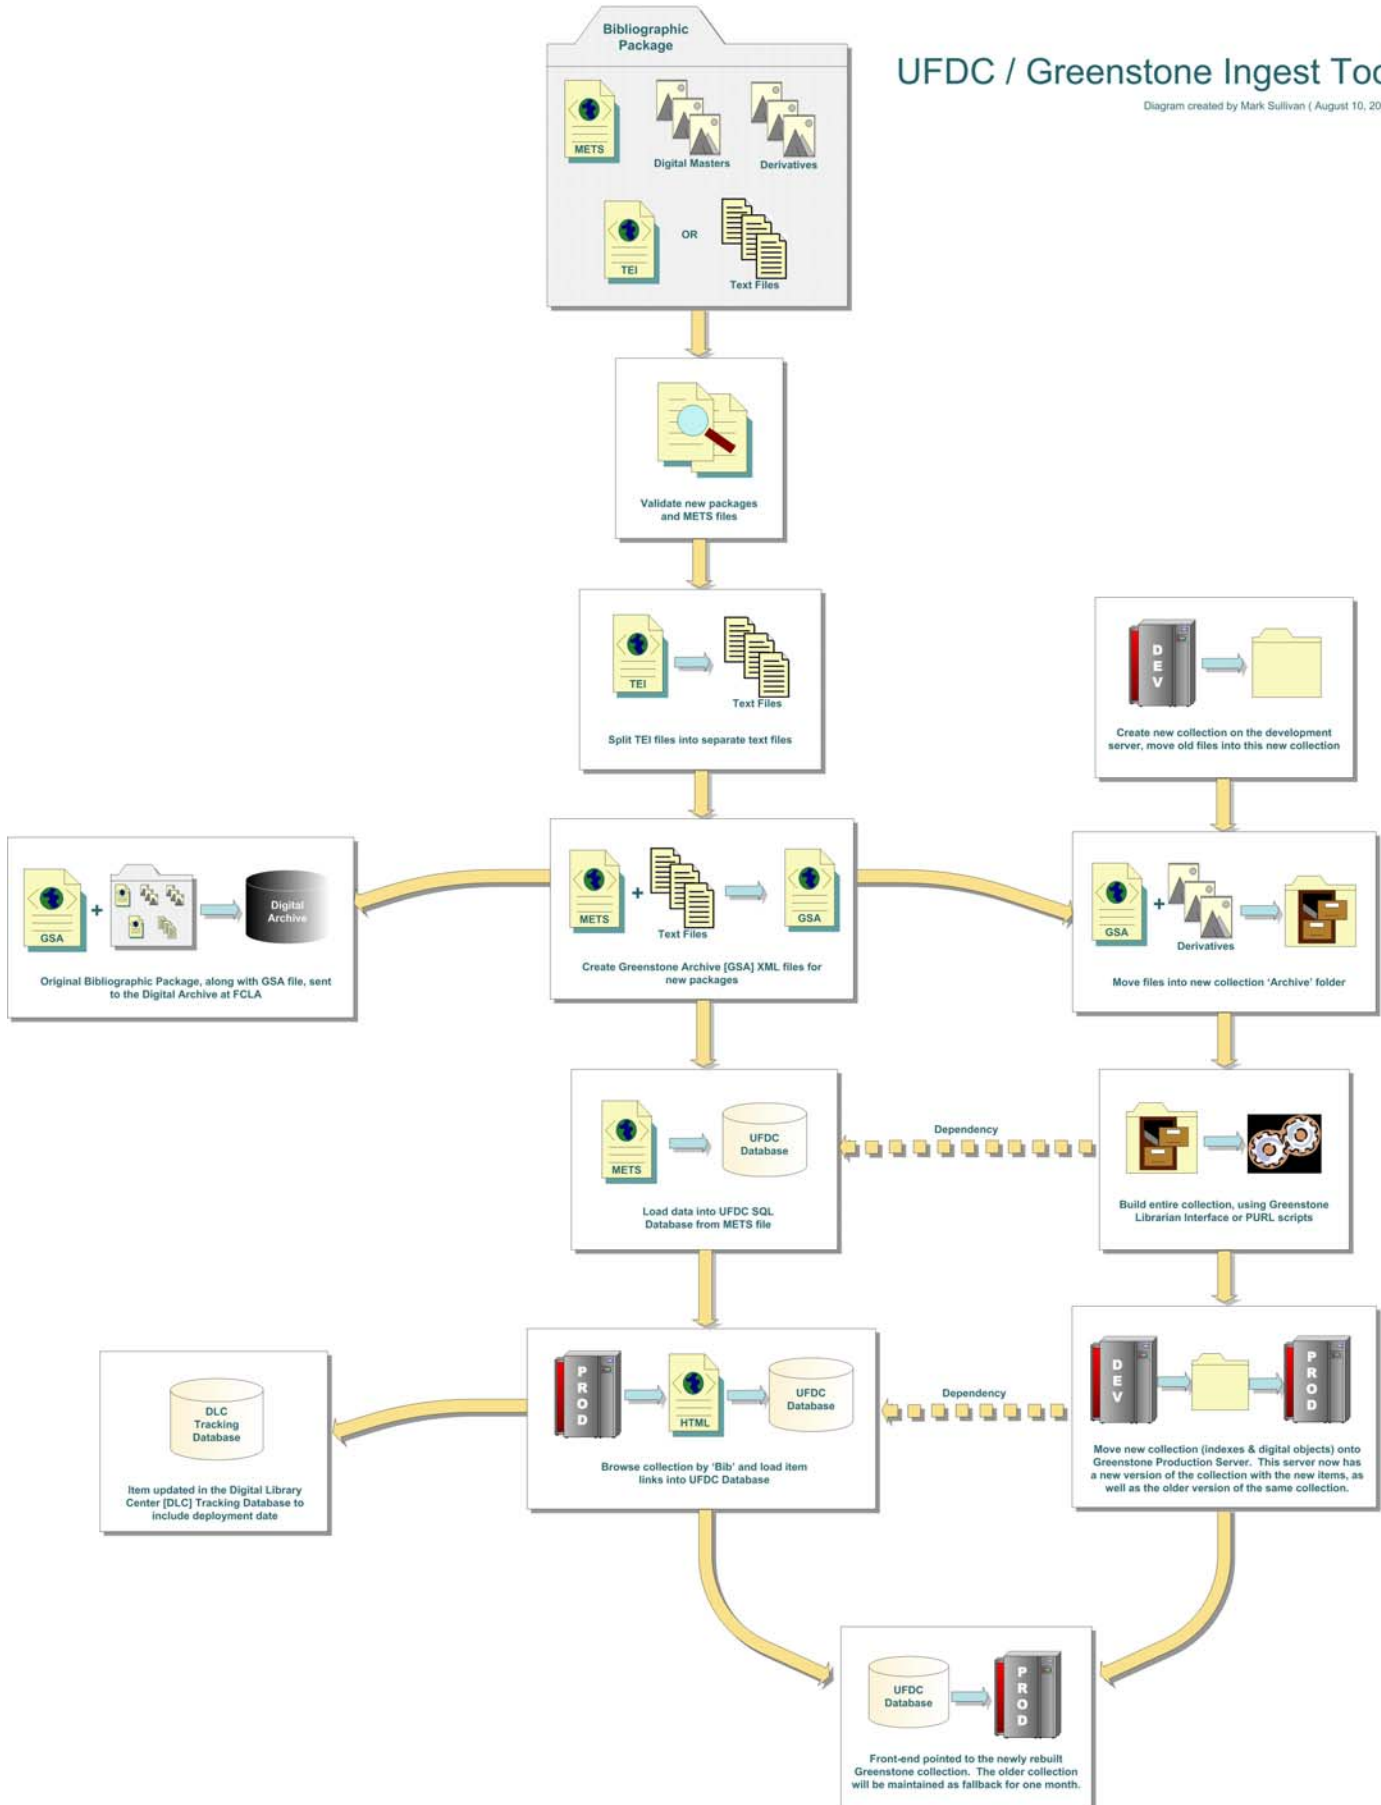 Bibliographic
Package
UFDC / Greenstone Ingest Too
Diagram created by Mark Sullivan ( August 10, 20
METS
Digital Masters
Derivatives
TEI
OR
Text Files
Validate new packages
and METS files
TEI
Text Files
Split TEI files into separate text files
DEV
Create new collection on the development
server, move old files into this new collection
GSA
+
Digital
Archive
Original Bibliographic Package, along with GSA file, sent
to the Digital Archive at FCLA
METS
+
Text Files
GSA
Create Greenstone Archive [GSA] XML files for
new packages
GSA
+
Derivatives
Move files into new collection ‘Archive’ folder
METS
UFDC
Database
Load data into UFDC SQL
Database from METS file
Dependency
Build entire collection, using Greenstone
Librarian Interface or PURL scripts
DLC
Tracking
Database
Item updated in the Digital Library
Center [DLC] Tracking Database to
include deployment date
PROD
HTML
UFDC
Database
Browse collection by ‘Bib’ and load item
links into UFDC Database
Dependency
DEV
PROD
Move new collection (indexes & digital objects) onto
Greenstone Production Server. This server now has
a new version of the collection with the new items, as
well as the older version of the same collection.
UFDC
Database
PROD
Front-end pointed to the newly rebuilt
Greenstone collection. The older collection
will be maintained as fallback for one month.